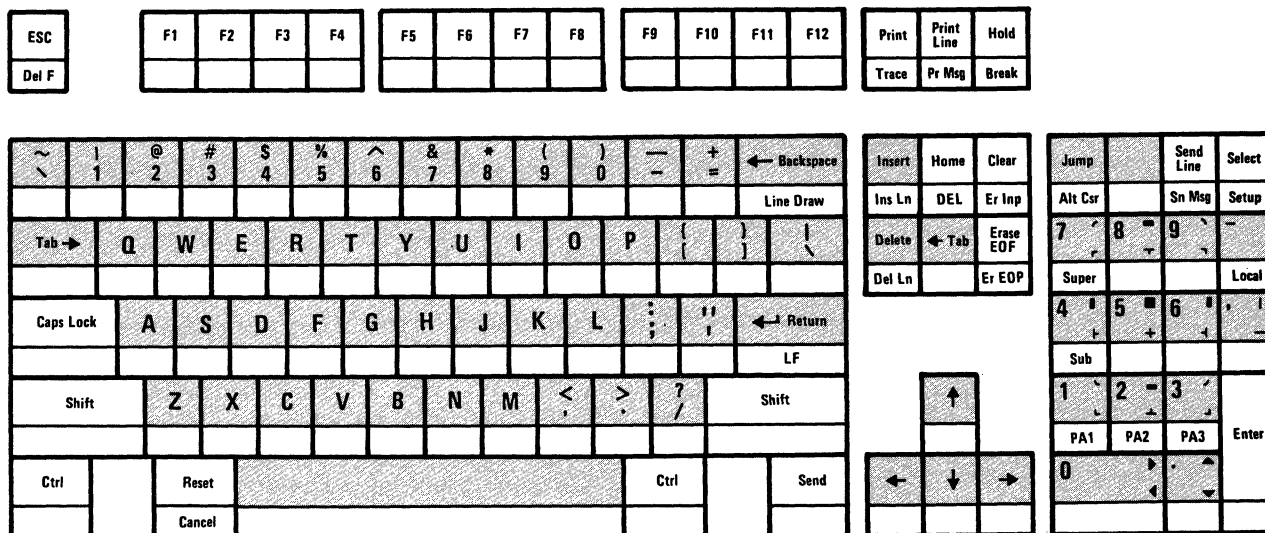 ESC F1 F2 F3 F4 F5 F6 F7 F8 F9 F10 F11 F12 Print Print Line Hold
Del F Trace Pr Msg Break
~ | @ # $ % ^ & * ( ) — + ← Backspace Insert Home Clear Jump Send Line Select
\ 1 2 3 4 5 6 7 8 9 0 – =
Line Draw Ins Ln DEL Er Inp Alt Csr Sn Msg Setup
Tab → Q W E R T Y U I O P { } | Delete ← Tab Erase EOF 7 8 9 –
[ ] \
Del Ln Er EOP Super Local
Caps Lock A S D F G H J K L : " ↵ Return 4 5 6 ,
; '
LF Sub
Shift Z X C V B N M < > ? Shift ↑ 1 2 3
, . /
PA1 PA2 PA3 Enter
Ctrl Reset Ctrl Send ← ↓ → 0 .
Cancel